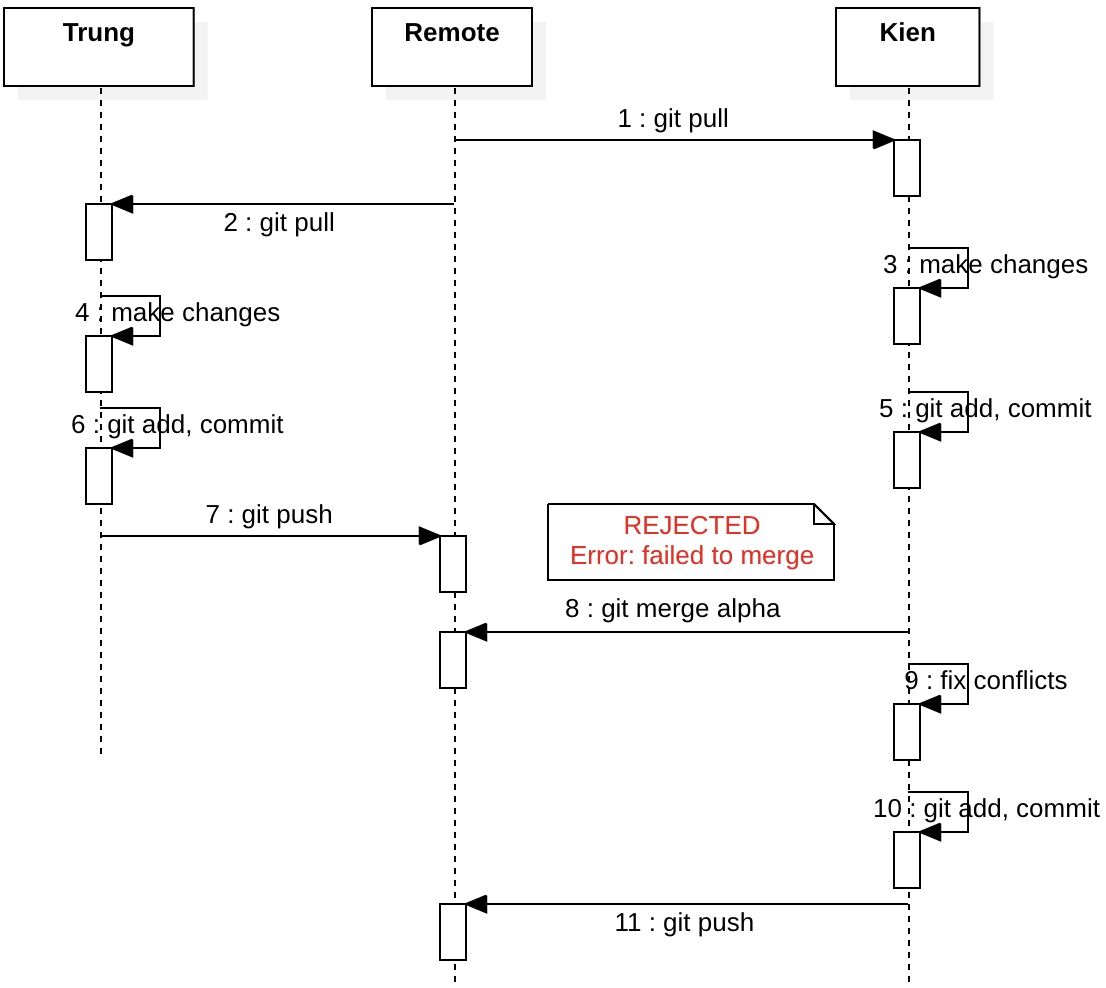 Trung
Remote
Kien
1 : git pull
2 : git pull
3 : make changes
4 : make changes
5 : git add, commit
6 : git add, commit
7 : git push
REJECTED
Error: failed to merge
8 : git merge alpha
9 : fix conflicts
10 : git add, commit
11 : git push